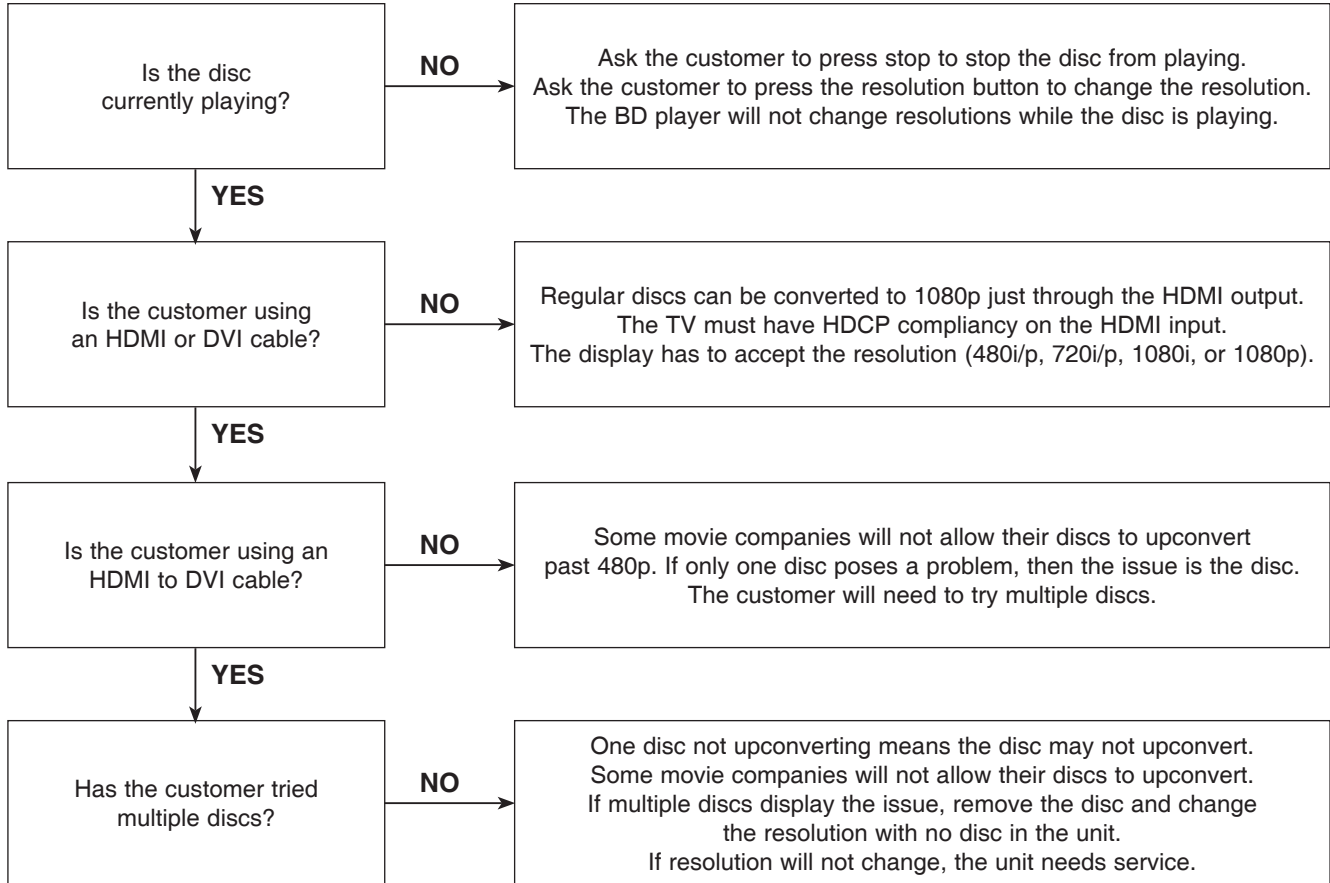 Is the disc
currently playing?
NO
Ask the customer to press stop to stop the disc from playing.
Ask the customer to press the resolution button to change the resolution.
The BD player will not change resolutions while the disc is playing.
YES
Is the customer using
an HDMI or DVI cable?
NO
Regular discs can be converted to 1080p just through the HDMI output.
The TV must have HDCP compliancy on the HDMI input.
The display has to accept the resolution (480i/p, 720i/p, 1080i, or 1080p).
YES
Is the customer using an
HDMI to DVI cable?
NO
Some movie companies will not allow their discs to upconvert
past 480p. If only one disc poses a problem, then the issue is the disc.
The customer will need to try multiple discs.
YES
Has the customer tried
multiple discs?
NO
One disc not upconverting means the disc may not upconvert.
Some movie companies will not allow their discs to upconvert.
If multiple discs display the issue, remove the disc and change
the resolution with no disc in the unit.
If resolution will not change, the unit needs service.